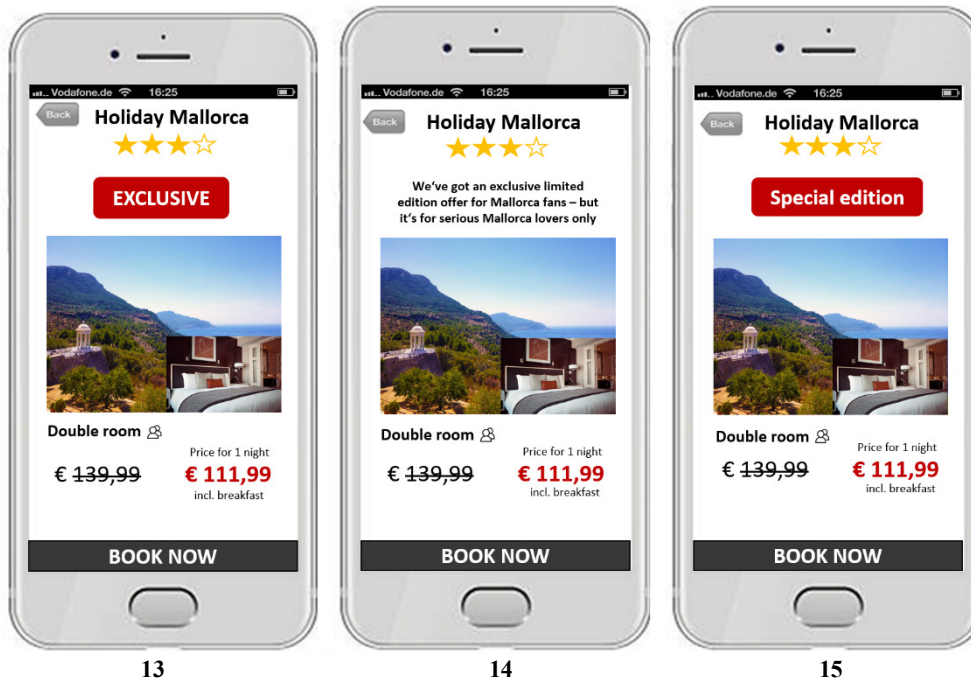 Vodafone.de 16:25
Back
Holiday Mallorca
EXCLUSIVE
Double room
Price for 1 night
€ 139,99
€ 111,99
incl. breakfast
BOOK NOW
13
Vodafone.de 16:25
Back
Holiday Mallorca
We've got an exclusive limited
edition offer for Mallorca fans – but
it's for serious Mallorca lovers only
Double room
Price for 1 night
€ 139,99
€ 111,99
incl. breakfast
BOOK NOW
14
Vodafone.de 16:25
Back
Holiday Mallorca
Special edition
Double room
Price for 1 night
€ 139,99
€ 111,99
incl. breakfast
BOOK NOW
15